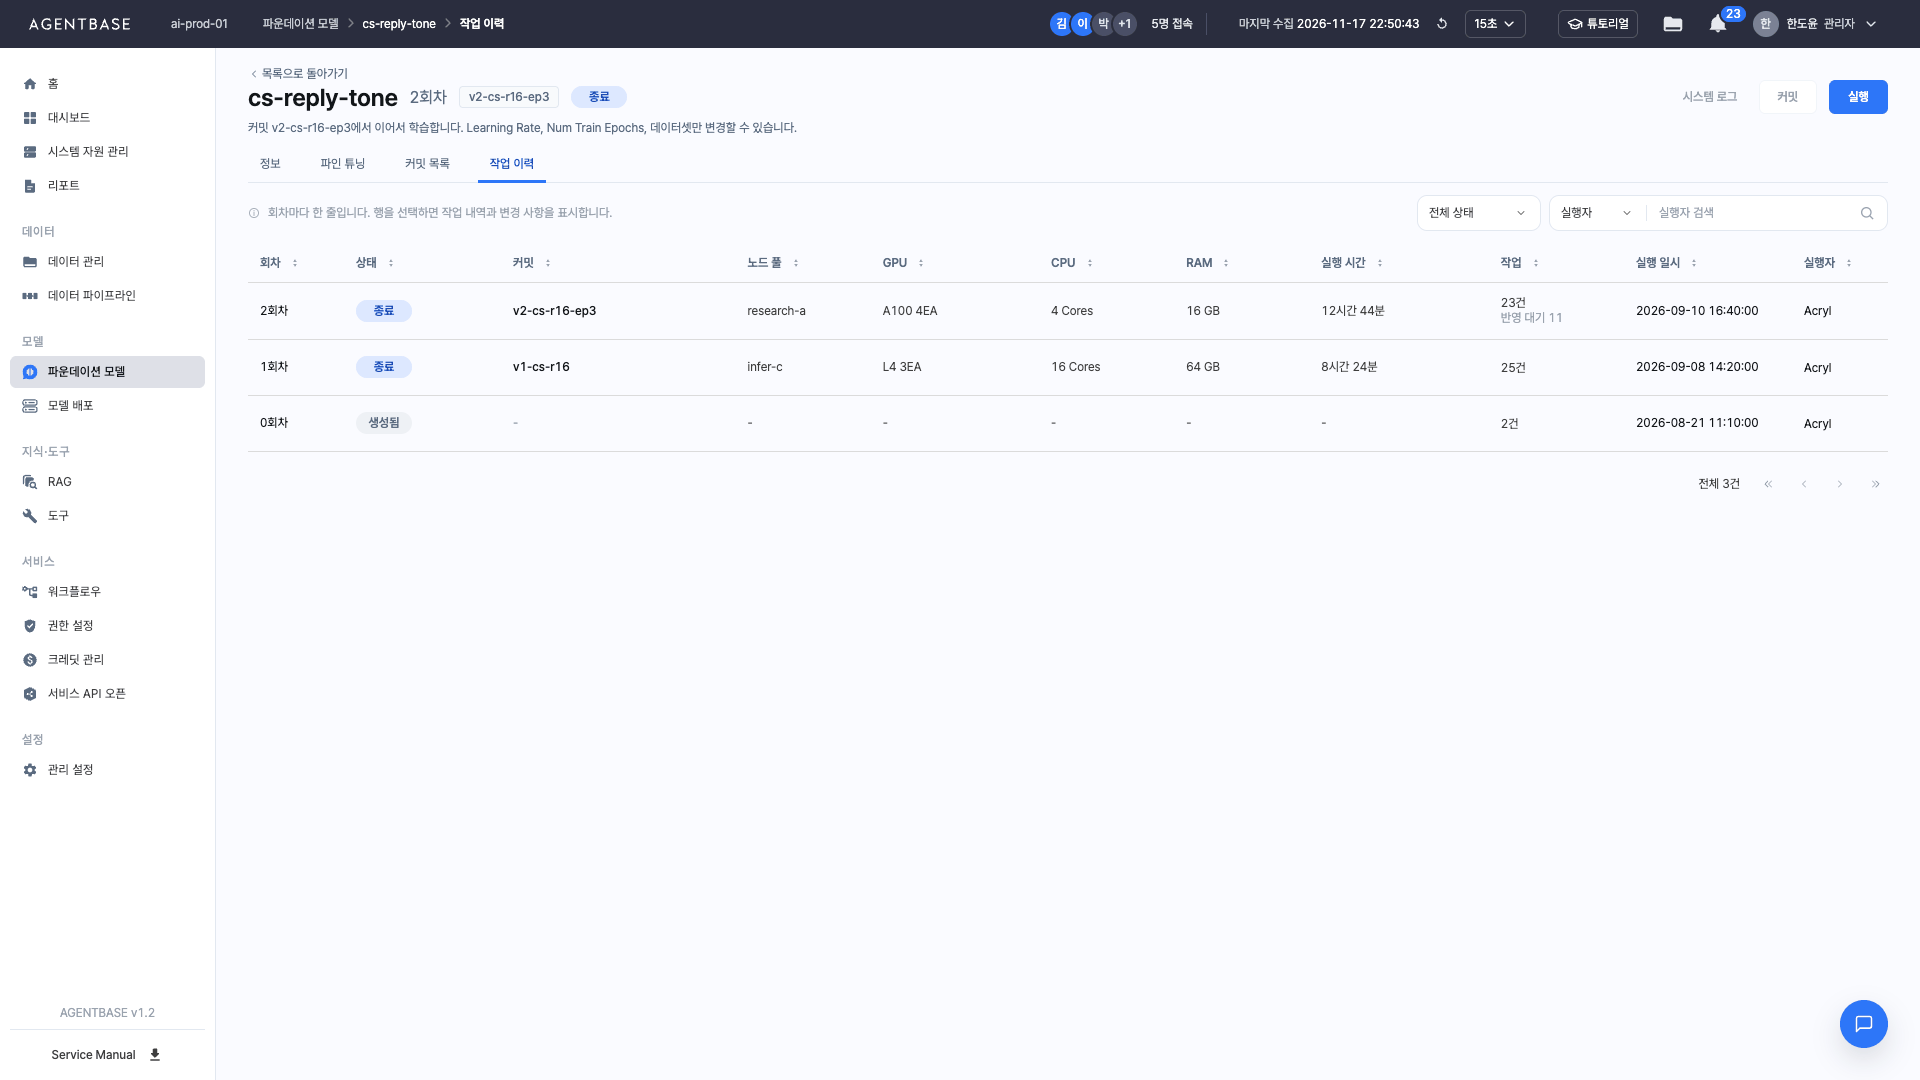 AGENTBASE
ai-prod-01
파운데이션 모델
cs-reply-tone
작업 이력
김
이
박
+1
5명 접속
마지막 수집 2026-11-17 22:50:43
15초
튜토리얼
23
한
한도윤 관리자
홈
대시보드
시스템 자원 관리
리포트
데이터
데이터 관리
데이터 파이프라인
모델
파운데이션 모델
모델 배포
지식·도구
RAG
도구
서비스
워크플로우
권한 설정
크레딧 관리
서비스 API 오픈
설정
관리 설정
AGENTBASE v1.2
Service Manual
목록으로 돌아가기
cs-reply-tone 2회차 v2-cs-r16-ep3 종료
시스템 로그 커밋 실행
커밋 v2-cs-r16-ep3에서 이어서 학습합니다. Learning Rate, Num Train Epochs, 데이터셋만 변경할 수 있습니다.
정보 파인 튜닝 커밋 목록 작업 이력
회차마다 한 줄입니다. 행을 선택하면 작업 내역과 변경 사항을 표시합니다.
전체 상태 실행자 실행자 검색
회차 상태 커밋 노드 풀 GPU CPU RAM 실행 시간 작업 실행 일시 실행자
2회차 종료 v2-cs-r16-ep3 research-a A100 4EA 4 Cores 16 GB 12시간 44분 23건 2026-09-10 16:40:00 Acryl
반영 대기 11
1회차 종료 v1-cs-r16 infer-c L4 3EA 16 Cores 64 GB 8시간 24분 25건 2026-09-08 14:20:00 Acryl
0회차 생성됨 - - - - - - 2건 2026-08-21 11:10:00 Acryl
전체 3건